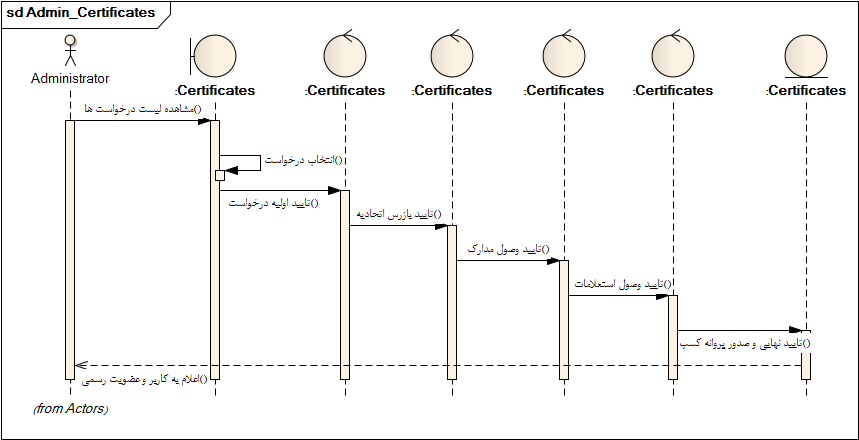 sd Admin_Certificates
Administrator
:Certificates
:Certificates
:Certificates
:Certificates
:Certificates
:Certificates
مشاهده لیست درخواست ها()
انتخاب درخواست()
تایید اولیه درخواست()
تایید بازرس اتحادیه()
تایید وصول مدارک()
تایید وصول استعلامات()
تایید نهایی و صدور پروانه کسب()
اعلام به کاربر و عضویت رسمی()
(from Actors)